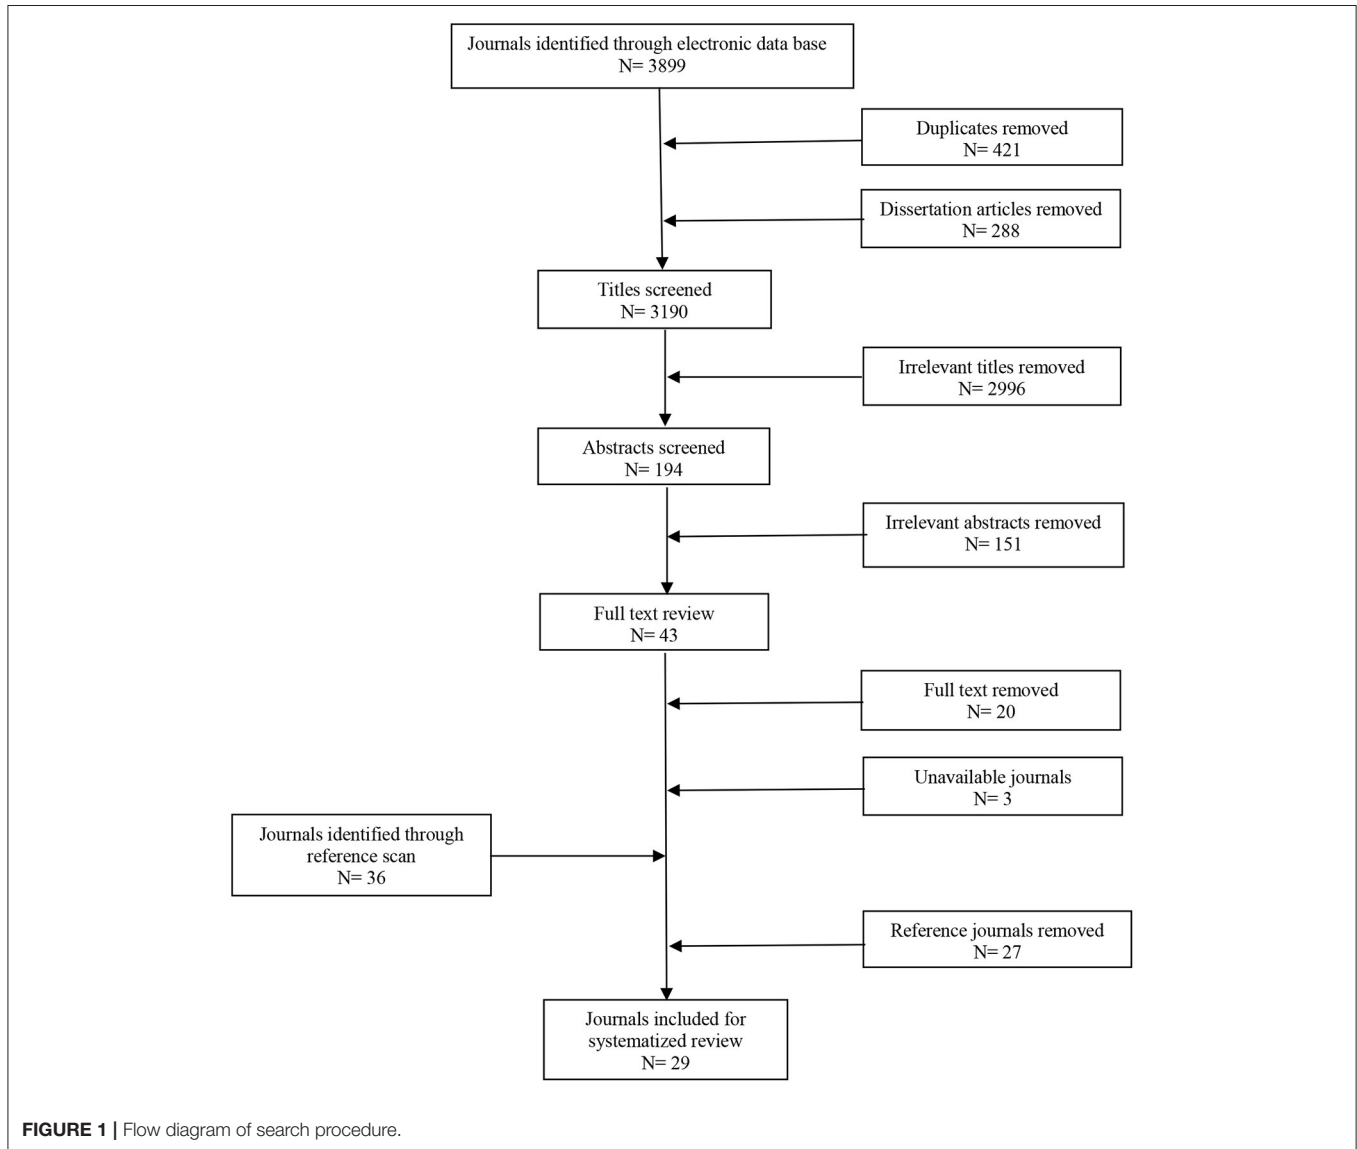 Journals identified through electronic data base
N= 3899
Duplicates removed
N= 421
Dissertation articles removed
N= 288
Titles screened
N= 3190
Irrelevant titles removed
N= 2996
Abstracts screened
N= 194
Irrelevant abstracts removed
N= 151
Full text review
N= 43
Full text removed
N= 20
Unavailable journals
N= 3
Journals identified through
reference scan
N= 36
Reference journals removed
N= 27
Journals included for
systematized review
N= 29
FIGURE 1 | Flow diagram of search procedure.